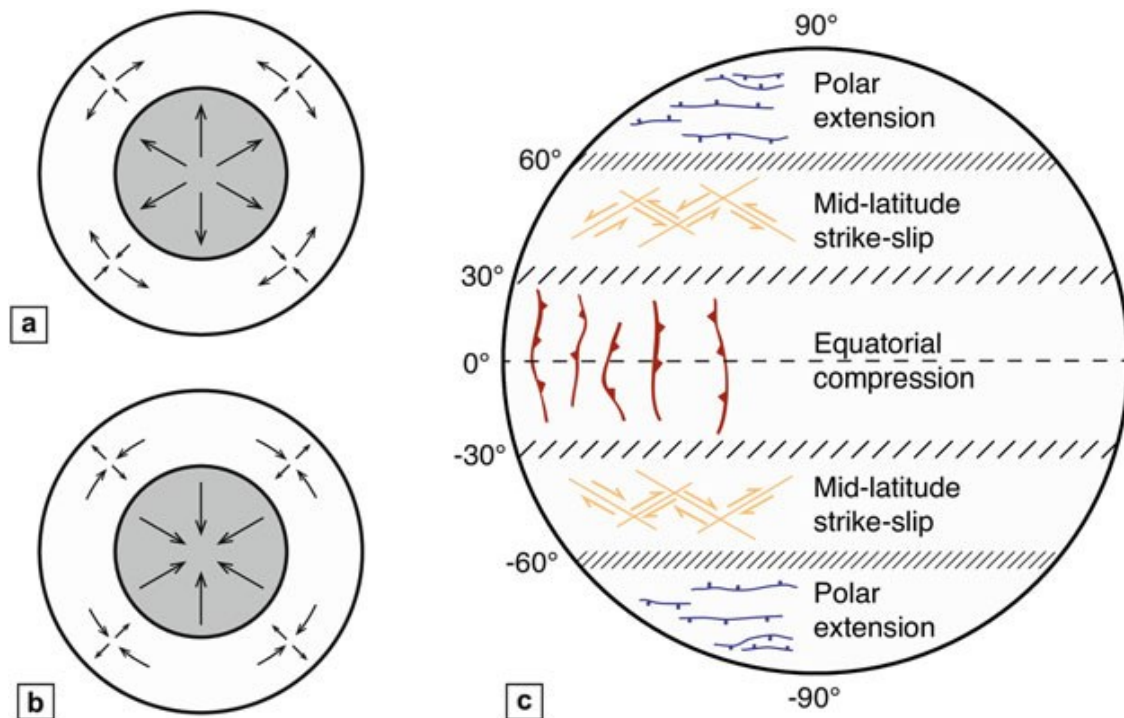 a
b
90°
Polar
extension
60°
Mid-latitude
strike-slip
30°
0°
Equatorial
compression
-30°
Mid-latitude
strike-slip
-60°
Polar
extension
-90°
c